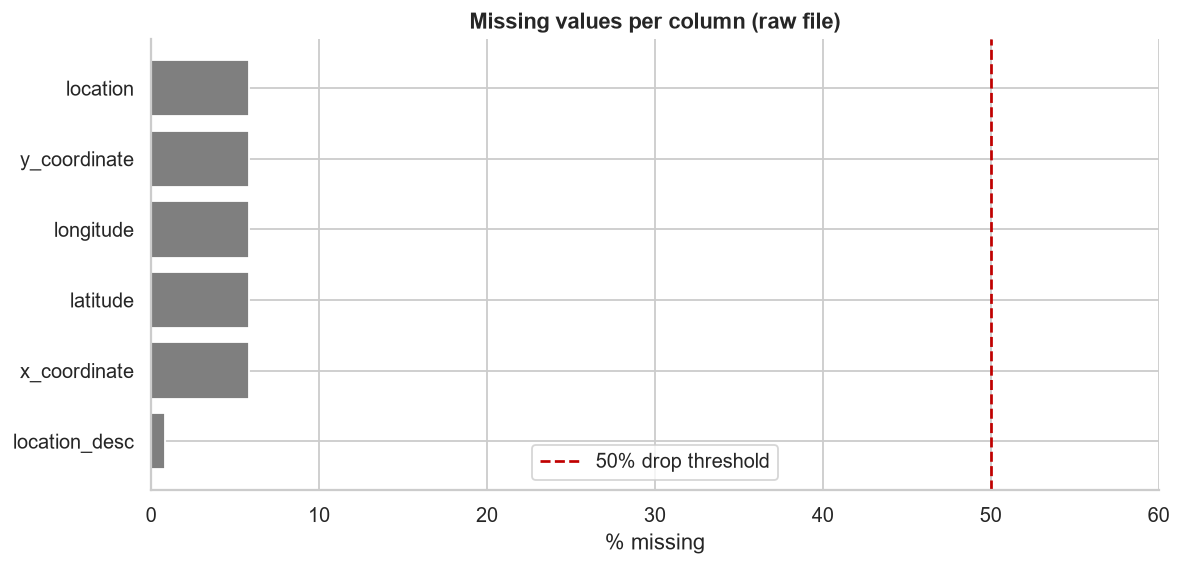 Missing values per column (raw file)
location
y_coordinate
longitude
latitude
x_coordinate
location_desc
50% drop threshold
0 10 20 30 40 50 60
% missing